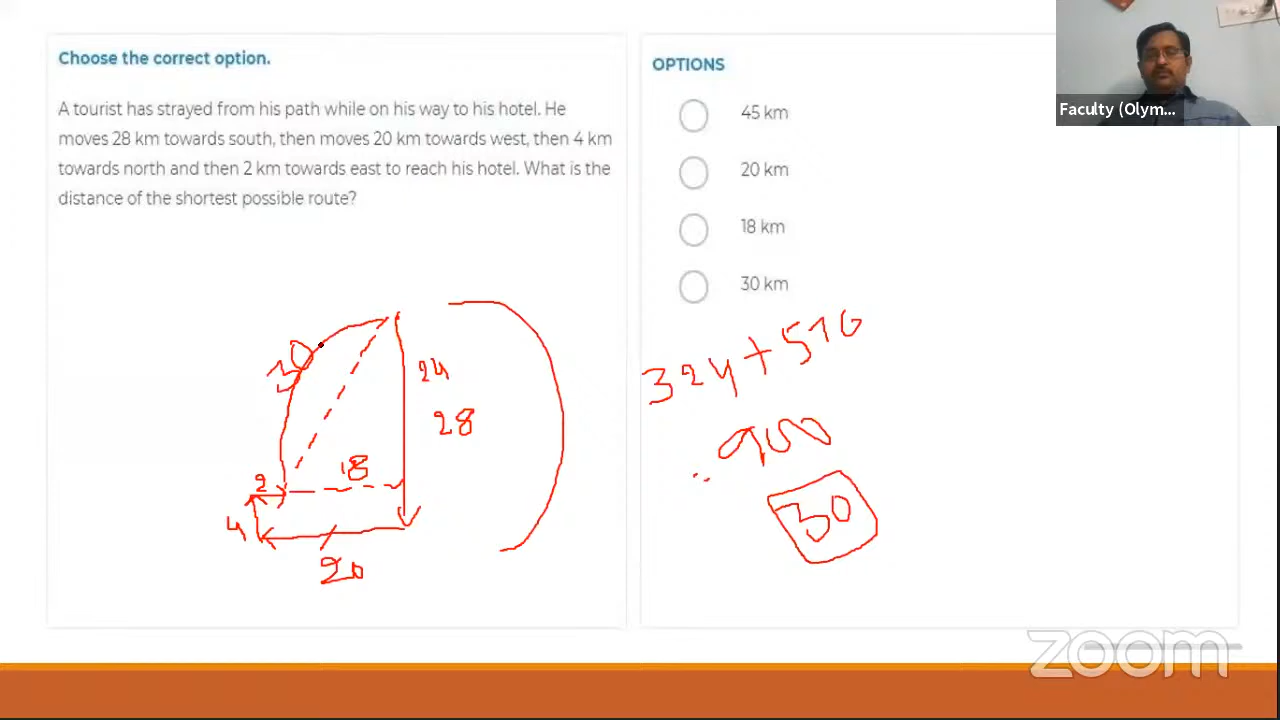 Choose the correct option.
A tourist has strayed from his path while on his way to his hotel. He
moves 28 km towards south, then moves 20 km towards west, then 4 km
towards north and then 2 km towards east to reach his hotel. What is the
distance of the shortest possible route?
OPTIONS
45 km
20 km
18 km
30 km
Faculty (Olym...
30
24
28
18
2
4
20
324+576
900
30
zoom